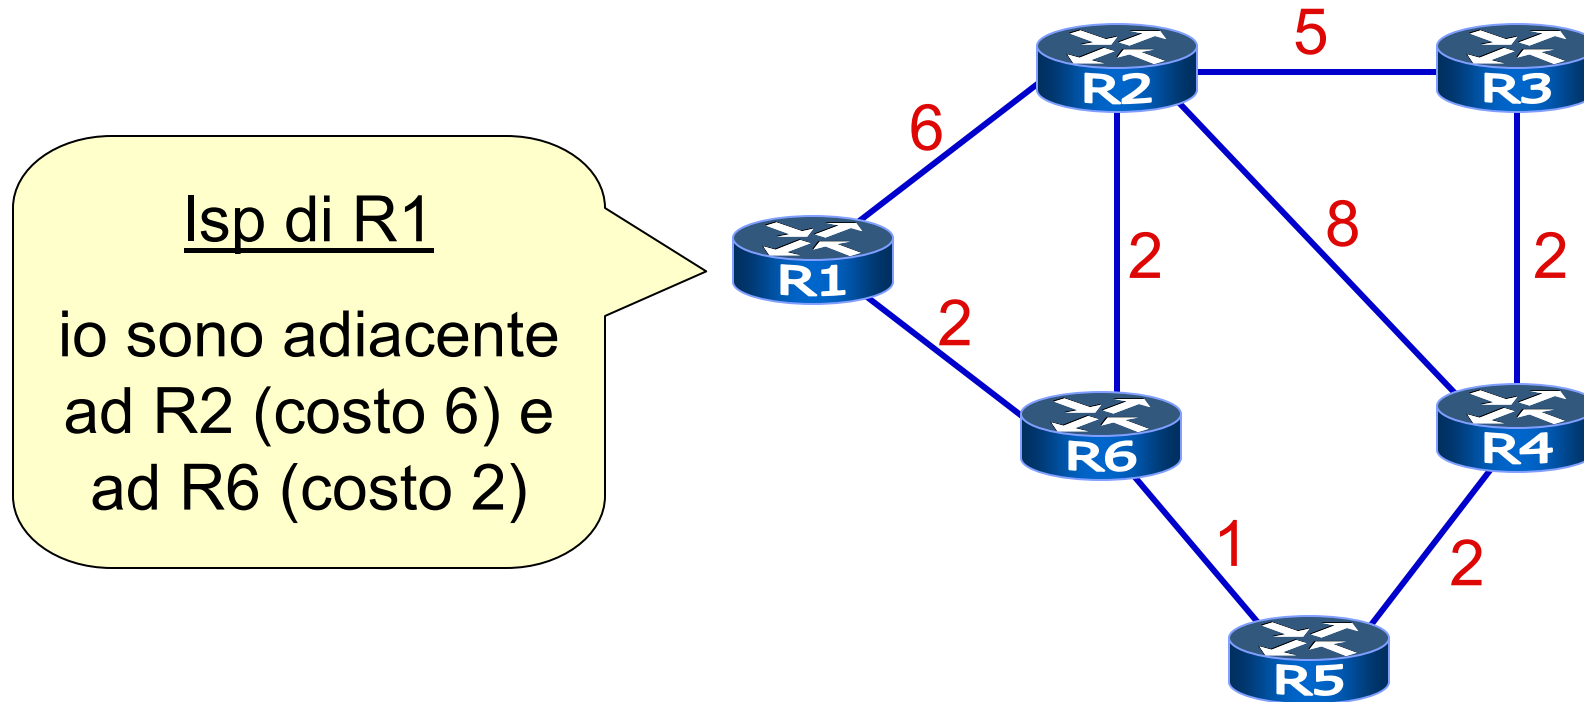 lsp di R1
io sono adiacente
ad R2 (costo 6) e
ad R6 (costo 2)
5
R2
R3
6
8
2
2
R1
2
R6
R4
1
2
R5